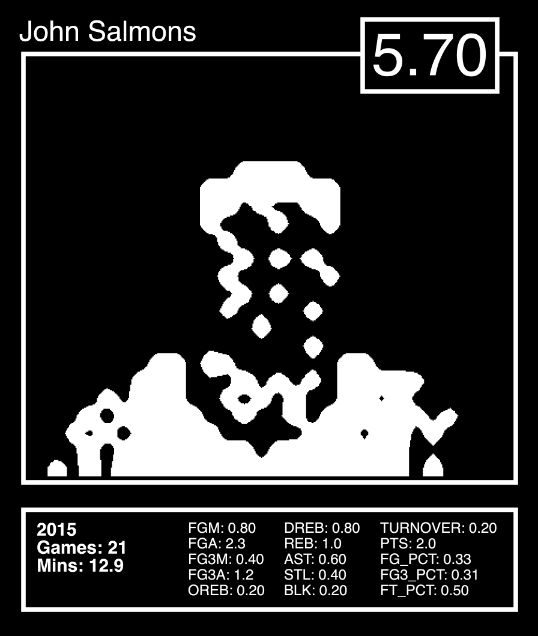 John Salmons
5.70
2015
Games: 21
Mins: 12.9
FGM: 0.80
FGA: 2.3
FG3M: 0.40
FG3A: 1.2
OREB: 0.20
DREB: 0.80
REB: 1.0
AST: 0.60
STL: 0.40
BLK: 0.20
TURNOVER: 0.20
PTS: 2.0
FG_PCT: 0.33
FG3_PCT: 0.31
FT_PCT: 0.50